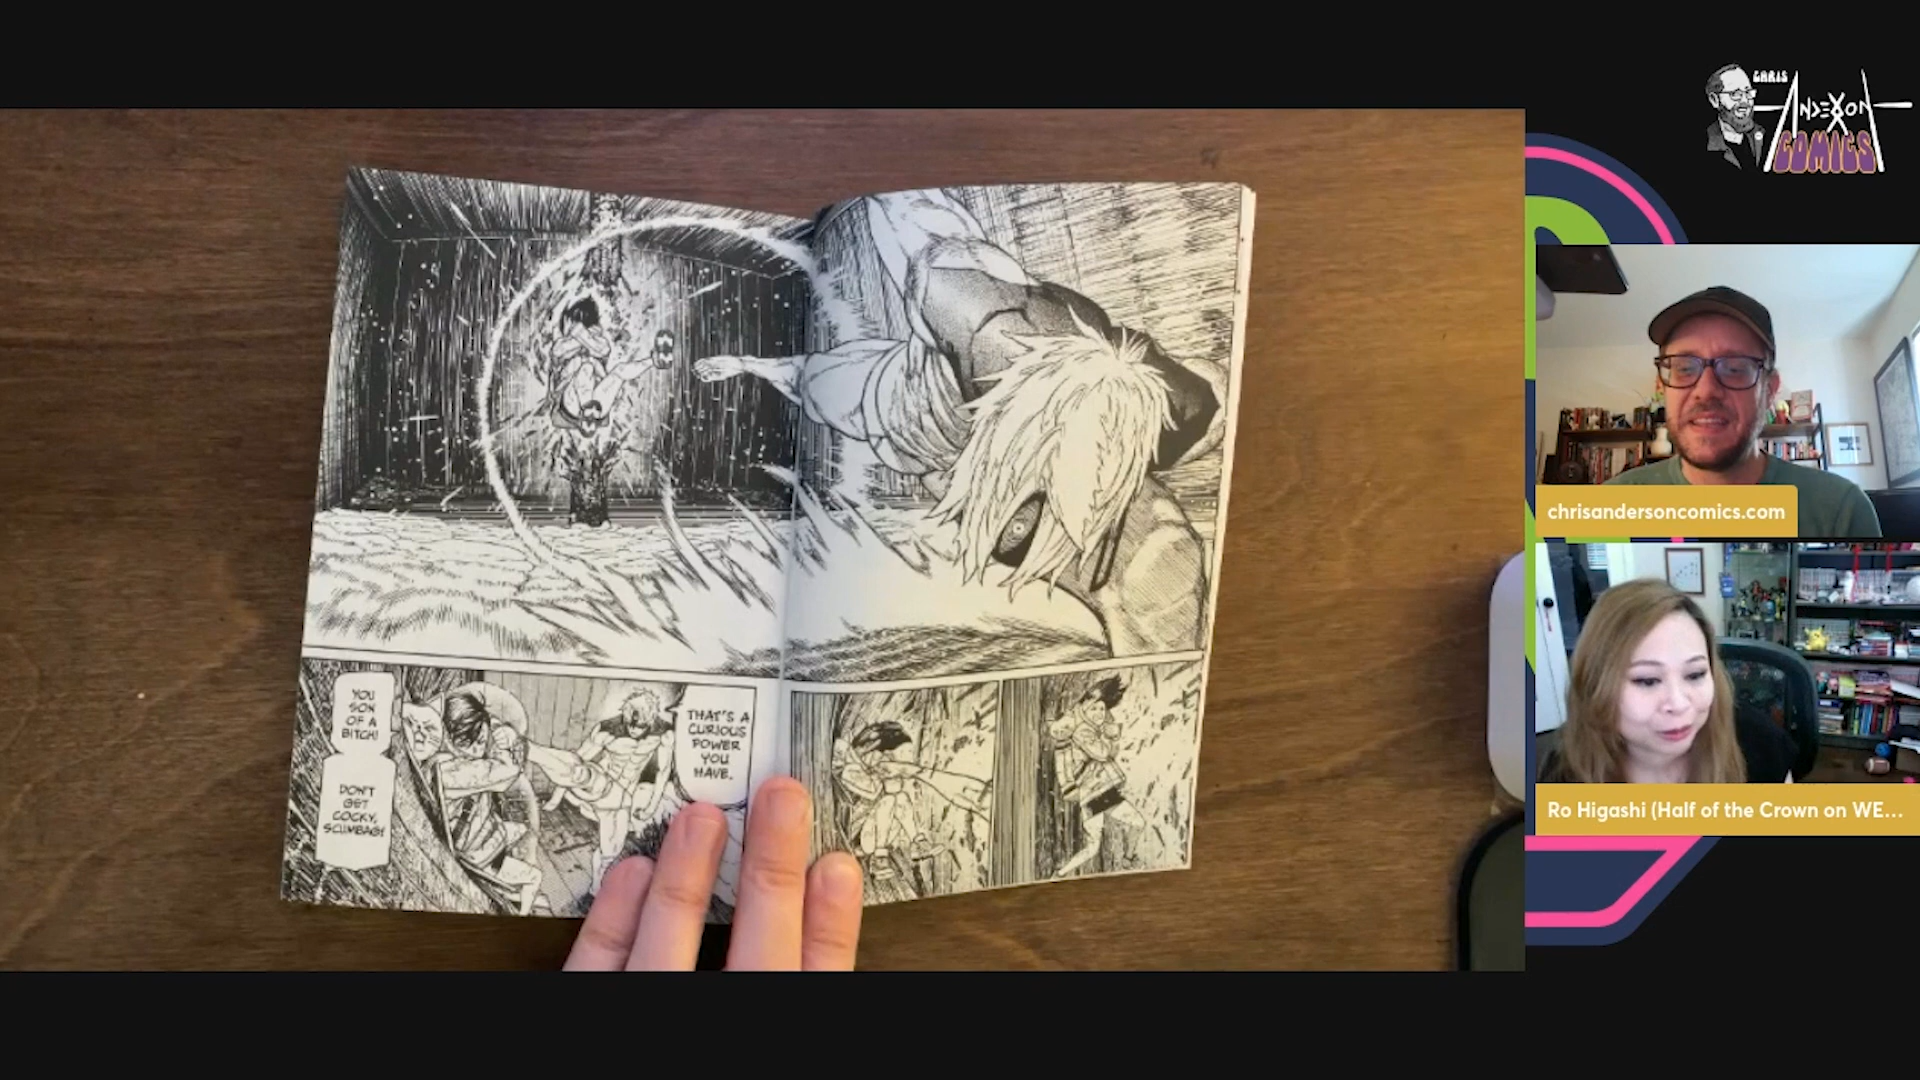 CHRIS
ANDERSON
COMICS
YOU
SON
OF A
BITCH!
DON'T
GET
COCKY,
SCUMBAG!
THAT'S A
CURIOUS
POWER
YOU
HAVE.
chrisandersoncomics.com
Ro Higashi (Half of the Crown on WE...